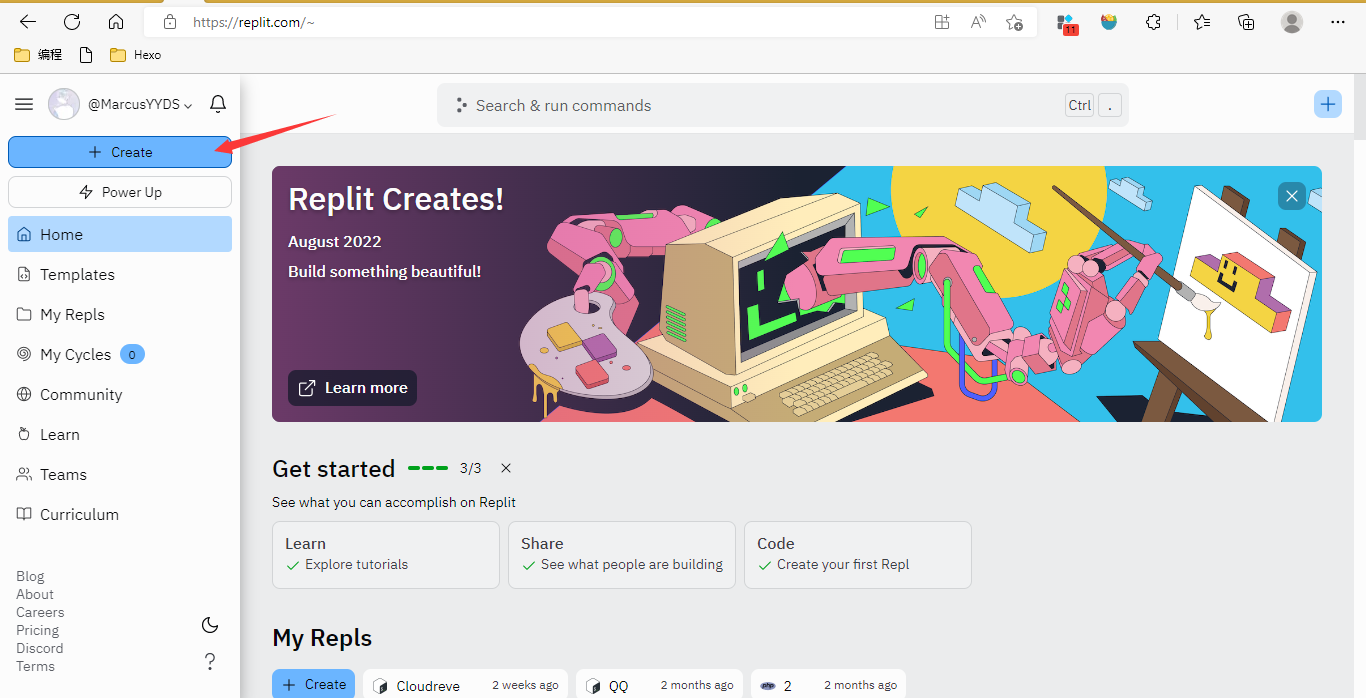 https://replit.com/~
11
编程
Hexo
@MarcusYYDS
Search & run commands
Ctrl
.
+ Create
Power Up
Home
Templates
My Repls
My Cycles 0
Community
Learn
Teams
Curriculum
Blog
About
Careers
Pricing
Discord
Terms
?
Replit Creates!
August 2022
Build something beautiful!
Learn more
Get started 3/3
See what you can accomplish on Replit
Learn
Explore tutorials
Share
See what people are building
Code
Create your first Repl
My Repls
+ Create
Cloudreve 2 weeks ago
QQ 2 months ago
php 2 2 months ago